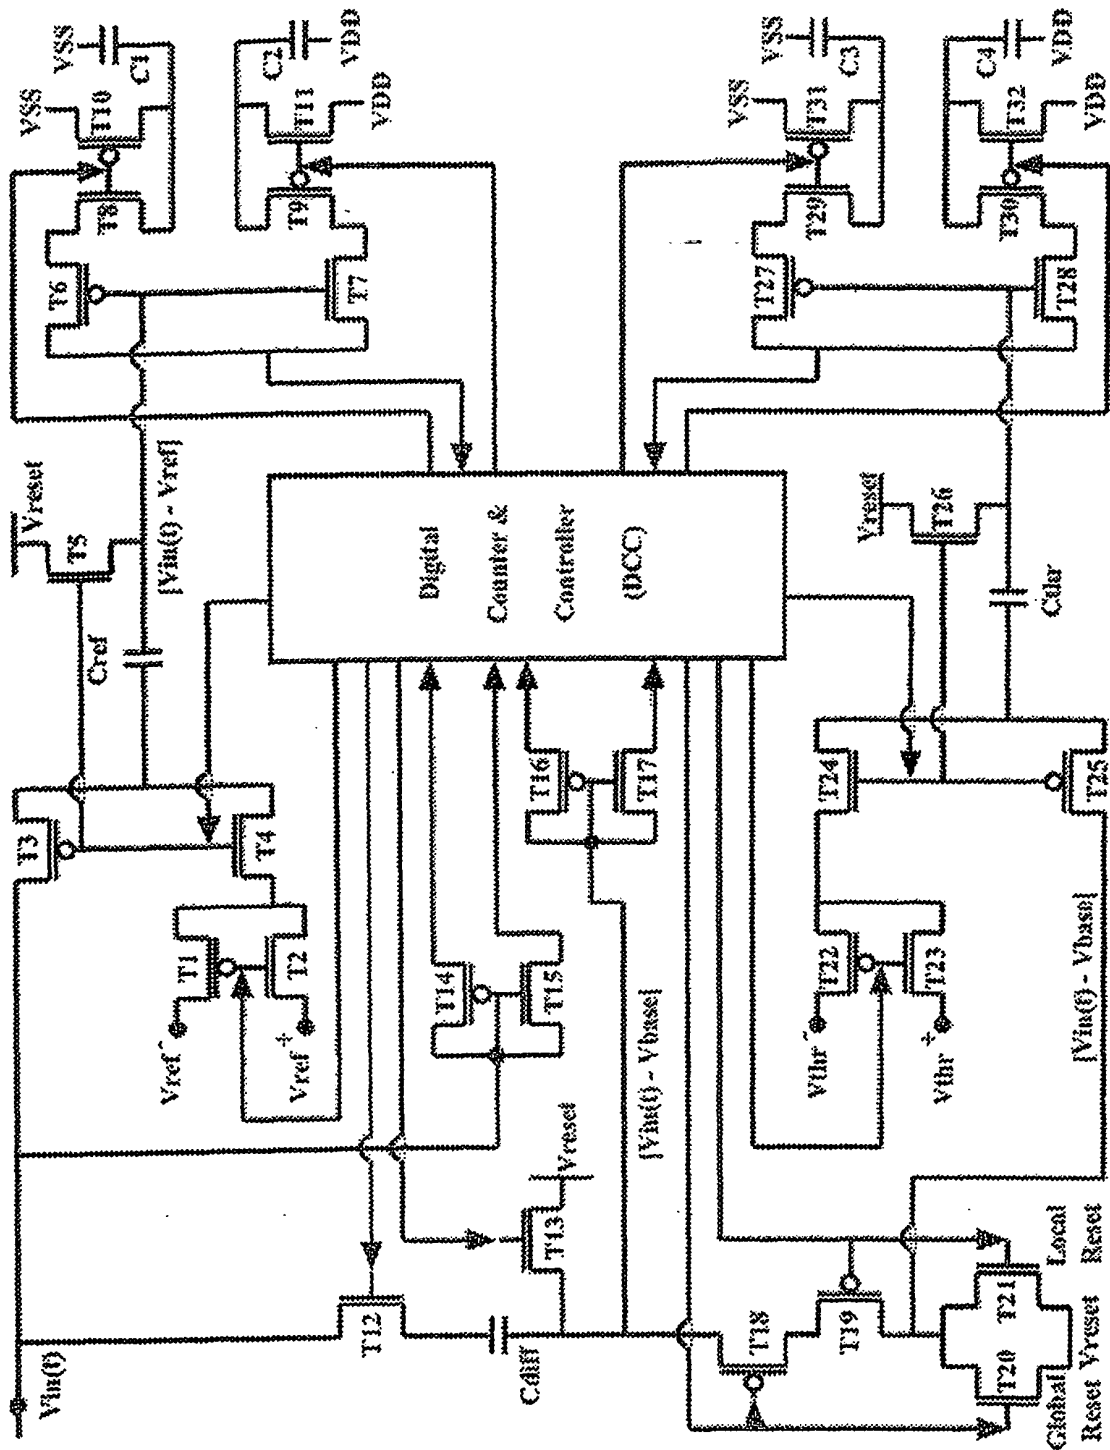 VSS
C1
VSS
T10
T8
T6
C2
VDD
T11
VDD
T9
T7
VSS
C3
VSS
T31
T29
T27
C4
VDD
T32
VDD
T30
T28
Vreset
T5
[Vin(t) - Vref]
Cref
Digital
Counter &
Controller
(DCC)
Vreset
T26
Cthr
T3
T4
T1
T2
Vref-
Vref+
T14
T15
T16
T17
T24
T25
T22
T23
Vthr-
Vthr+
[Vin(t) - Vbase]
[Vin(t) - Vbase]
Vreset
T13
T12
Cdiff
Vin(t)
T18
T19
T20
T21
Global
Reset
Vreset
Local
Reset